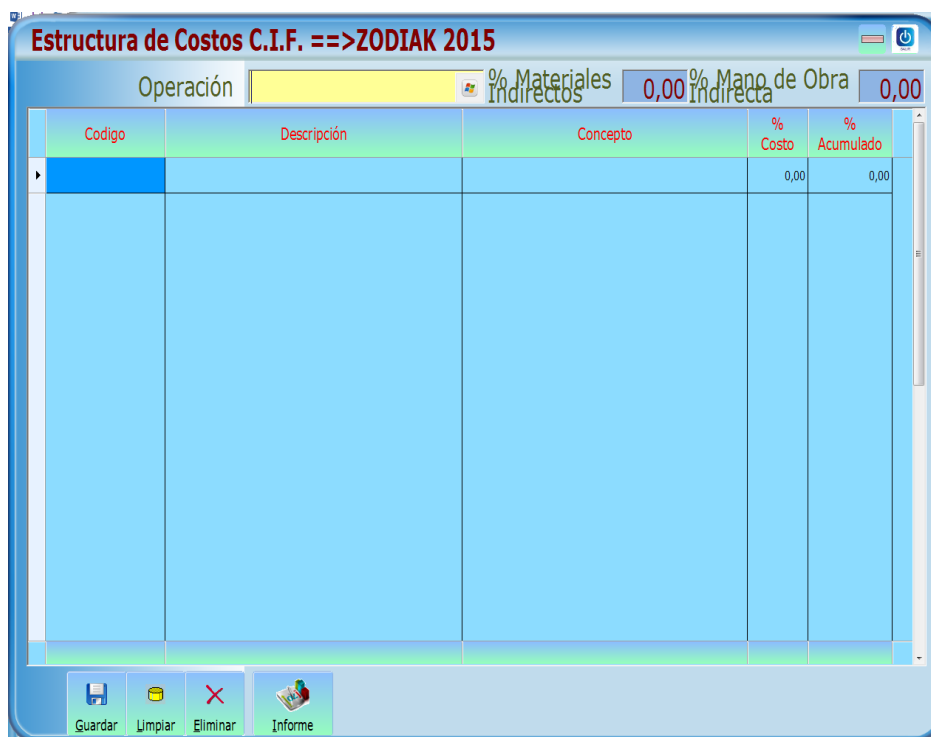 Estructura de Costos C.I.F. ==>ZODIAK 2015
Operación % Materiales Indirectos 0,00 % Mano de Obra Indirecta 0,00
Codigo Descripción Concepto % Costo % Acumulado
0,00 0,00
Guardar Limpiar Eliminar Informe